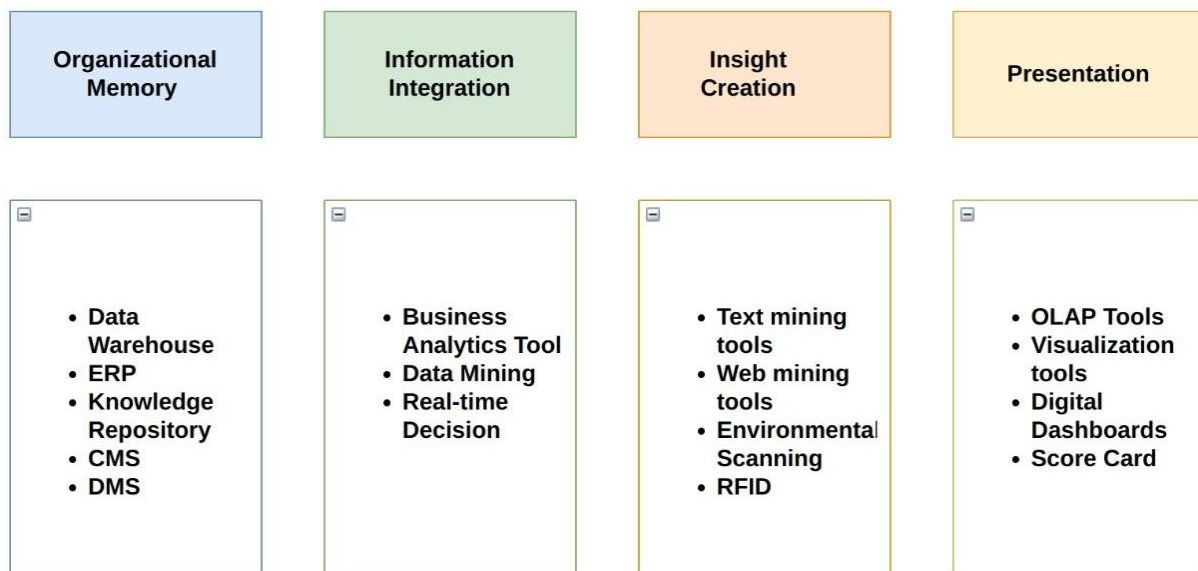 Organizational
Memory
Information
Integration
Insight
Creation
Presentation
• Data
Warehouse
• ERP
• Knowledge
Repository
• CMS
• DMS
• Business
Analytics Tool
• Data Mining
• Real-time
Decision
• Text mining
tools
• Web mining
tools
• Environmental
Scanning
• RFID
• OLAP Tools
• Visualization
tools
• Digital
Dashboards
• Score Card